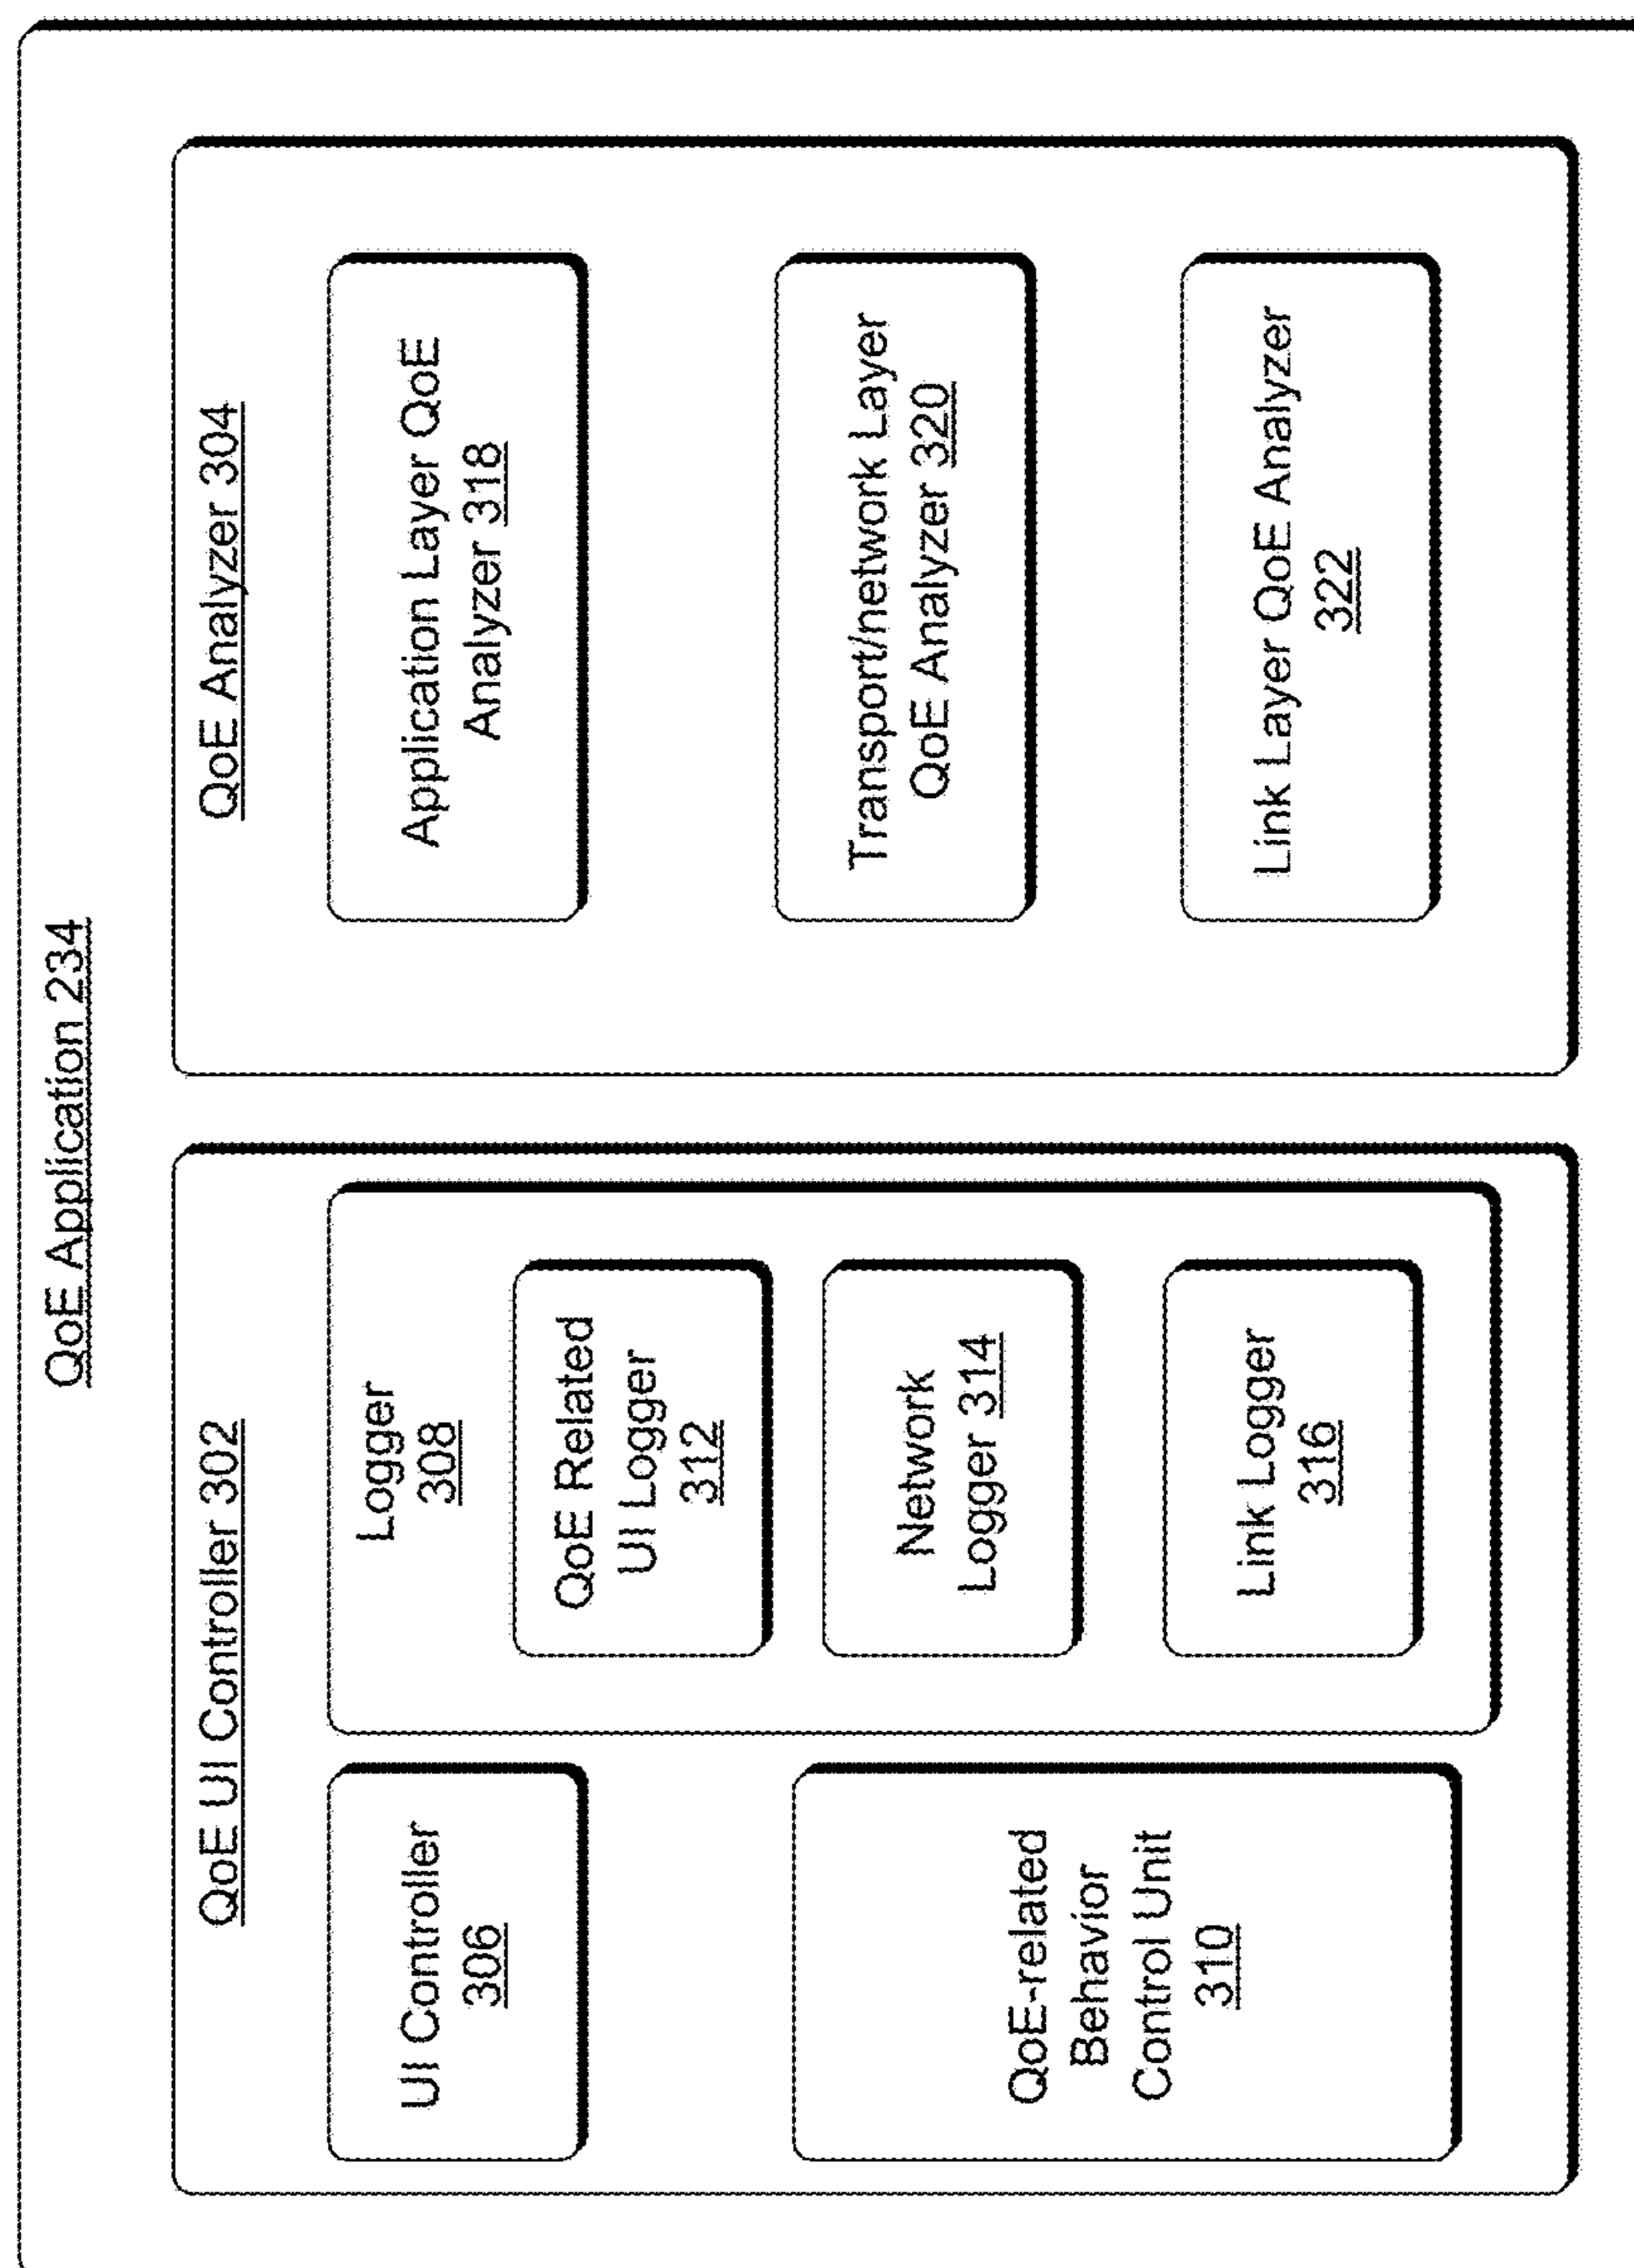 QoE Application 234
QoE UI Controller 302
UI Controller
306
QoE-related
Behavior
Control Unit
310
Logger
308
QoE Related
UI Logger
312
Network
Logger 314
Link Logger
316
QoE Analyzer 304
Application Layer QoE
Analyzer 318
Transport/network Layer
QoE Analyzer 320
Link Layer QoE Analyzer
322